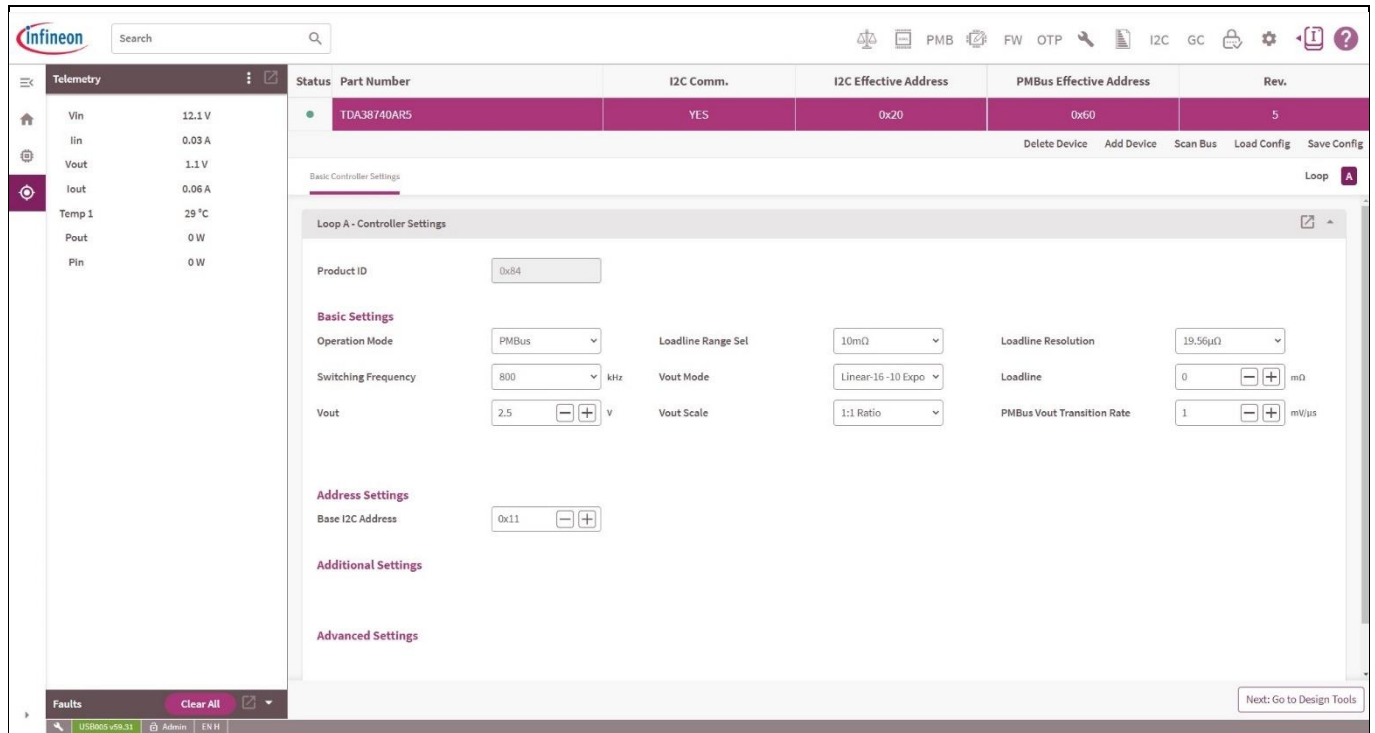 infineon
Search
PMB FW OTP I2C GC
Telemetry
Vin 12.1 V
Iin 0.03 A
Vout 1.1 V
Iout 0.06 A
Temp 1 29 °C
Pout 0 W
Pin 0 W
Status Part Number I2C Comm. I2C Effective Address PMBus Effective Address Rev.
TDA38740AR5 YES 0x20 0x60 5
Delete Device Add Device Scan Bus Load Config Save Config
Basic Controller Settings Loop A
Loop A - Controller Settings
Product ID 0x84
Basic Settings
Operation Mode PMBus Loadline Range Sel 10mΩ Loadline Resolution 19.56μΩ
Switching Frequency 800 kHz Vout Mode Linear-16 -10 Expo Loadline 0 mΩ
Vout 2.5 V Vout Scale 1:1 Ratio PMBus Vout Transition Rate 1 mV/μs
Address Settings
Base I2C Address 0x11
Additional Settings
Advanced Settings
Faults Clear All
Next: Go to Design Tools
USB005 v59.31 Admin EN H